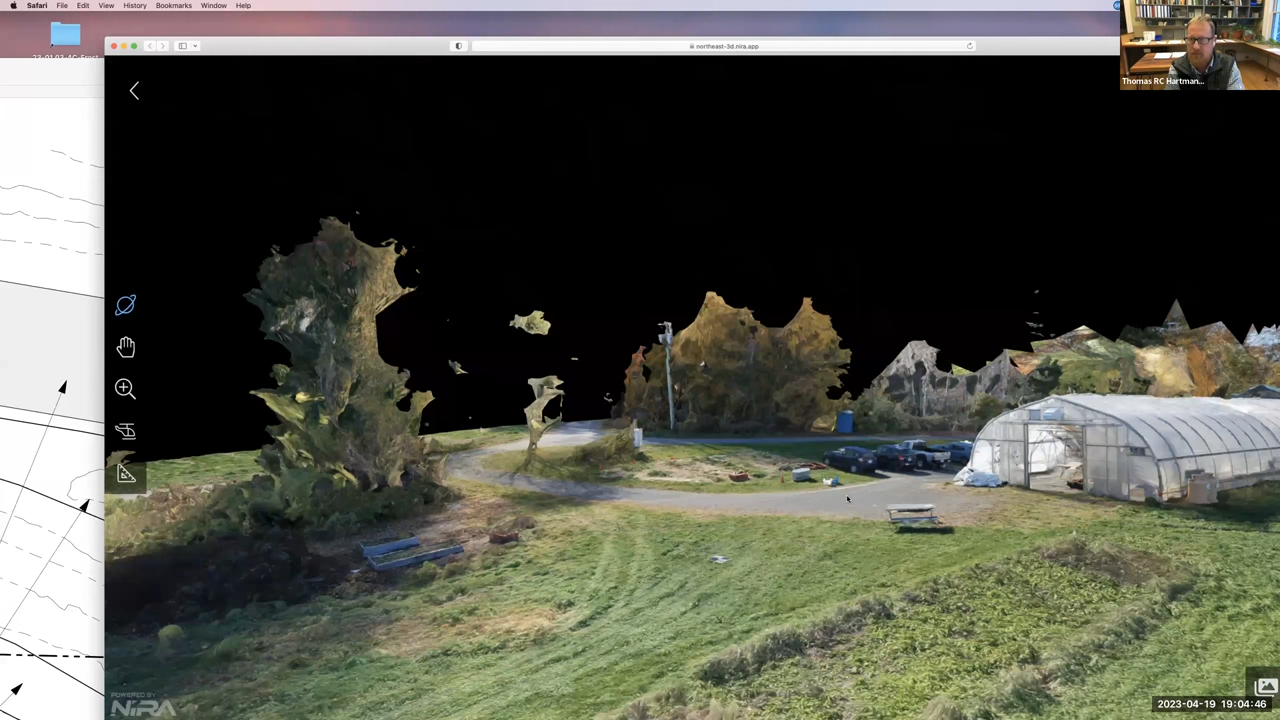 Safari File Edit View History Bookmarks Window Help
northeast-3d.nira.app
Thomas RC Hartman...
POWERED BY
NIRA
2023-04-19 19:04:46